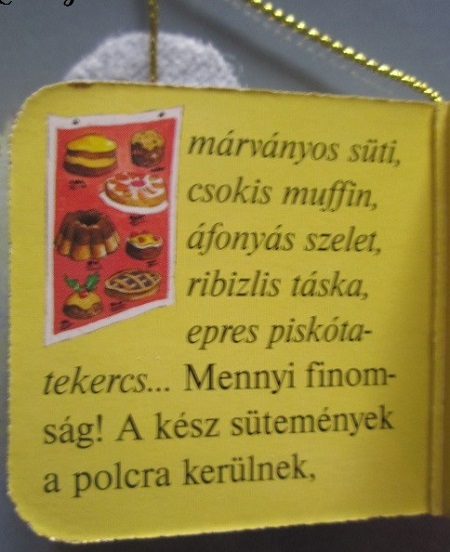 márványos süti,
csokis muffin,
áfonyás szelet,
ribizlis táska,
epres piskóta-
tekercs... Mennyi finom-
ság! A kész sütemények
a polcra kerülnek,